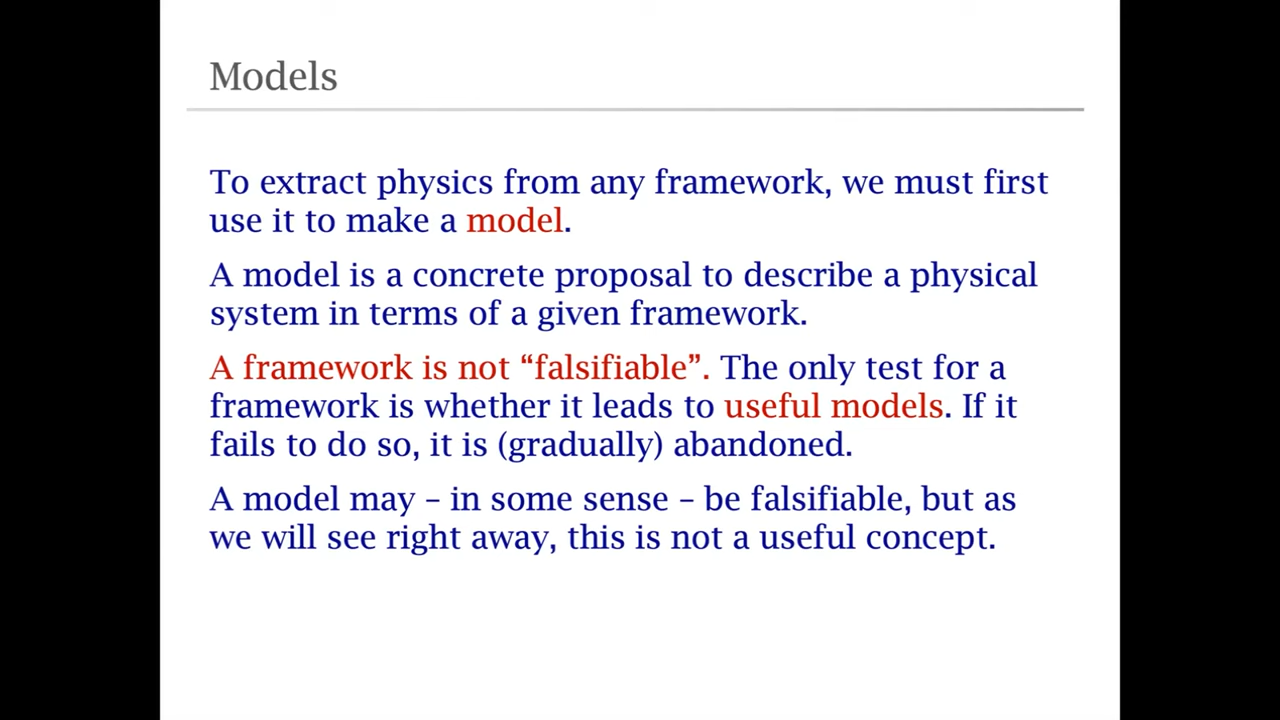 Models
To extract physics from any framework, we must first
use it to make a model.
A model is a concrete proposal to describe a physical
system in terms of a given framework.
A framework is not “falsifiable”. The only test for a
framework is whether it leads to useful models. If it
fails to do so, it is (gradually) abandoned.
A model may – in some sense – be falsifiable, but as
we will see right away, this is not a useful concept.